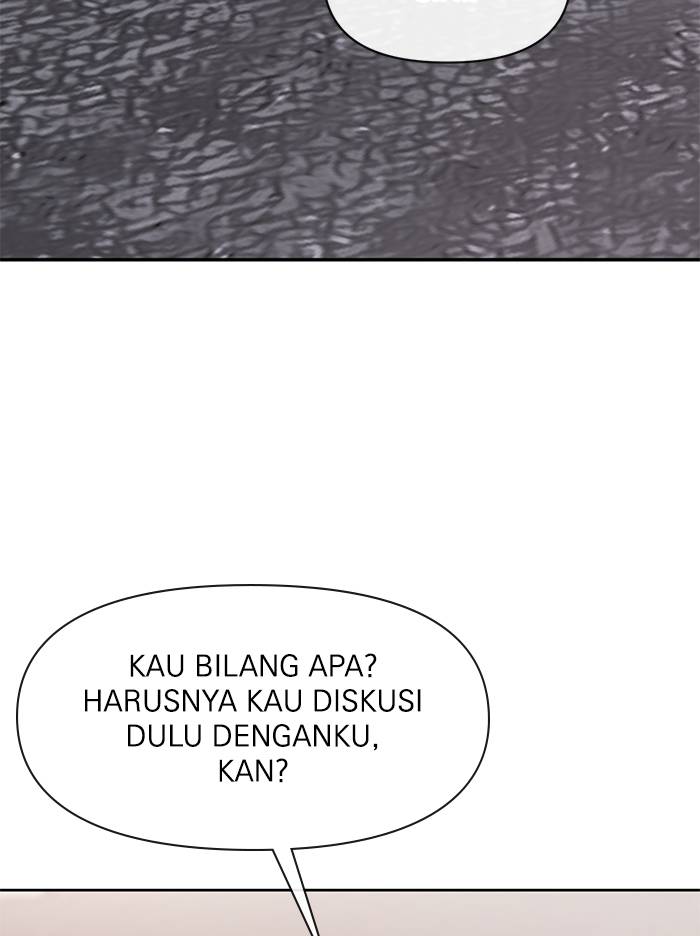 KAU BILANG APA?
HARUSNYA KAU DISKUSI
DULU DENGANKU,
KAN?